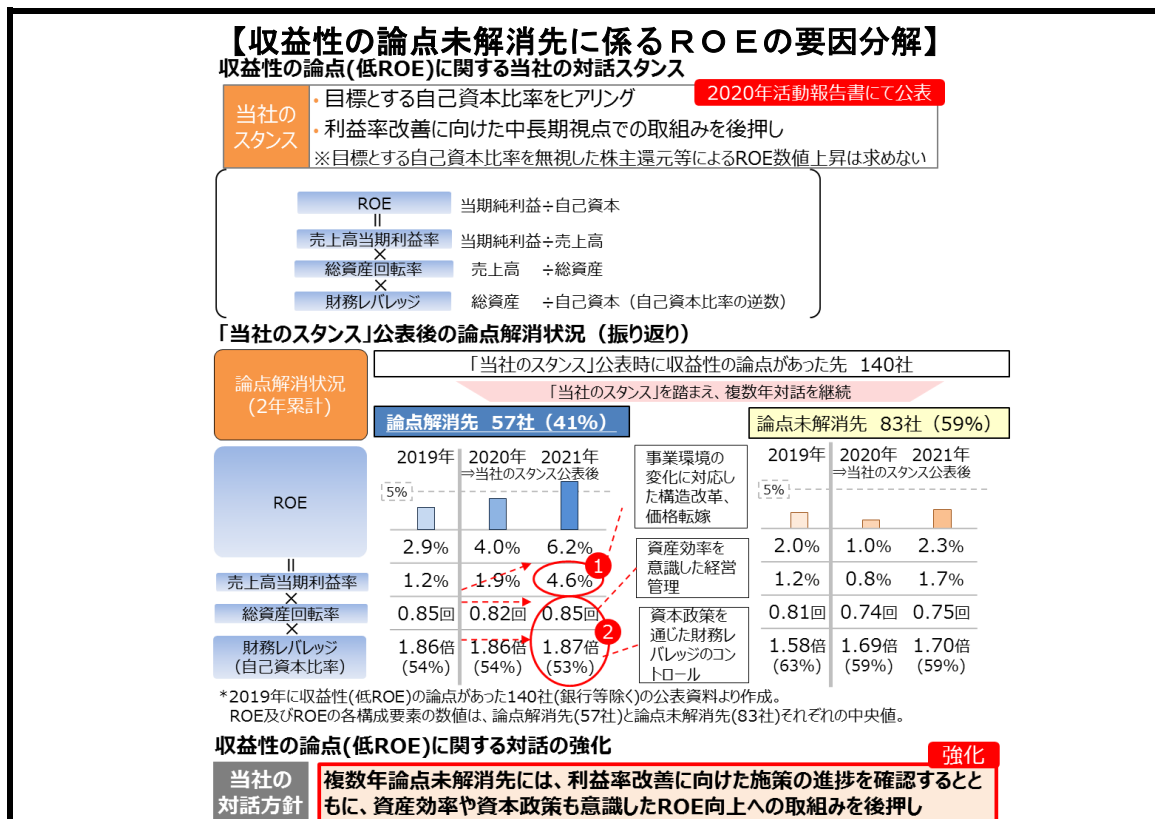 【収益性の論点未解消先に係るＲＯＥの要因分解】
収益性の論点(低ROE)に関する当社の対話スタンス
2020年活動報告書にて公表
当社の
スタンス
・目標とする自己資本比率をヒアリング
・利益率改善に向けた中長期視点での取組みを後押し
※目標とする自己資本比率を無視した株主還元等によるROE数値上昇は求めない
ROE 当期純利益÷自己資本
＝
売上高当期利益率 当期純利益÷売上高
×
総資産回転率 売上高 ÷総資産
×
財務レバレッジ 総資産 ÷自己資本（自己資本比率の逆数）
「当社のスタンス」公表後の論点解消状況（振り返り）
論点解消状況
(2年累計)
「当社のスタンス」公表時に収益性の論点があった先 140社
「当社のスタンス」を踏まえ、複数年対話を継続
論点解消先 57社（41%）
論点未解消先 83社（59%）
2019年 2020年 2021年
⇒当社のスタンス公表後
5%
事業環境の
変化に対応し
た構造改革、
価格転嫁
2019年 2020年 2021年
⇒当社のスタンス公表後
5%
ROE
2.9% 4.0% 6.2%
2.0% 1.0% 2.3%
＝
売上高当期利益率
1.2% 1.9% 4.6%
1
資産効率を
意識した経営
管理
1.2% 0.8% 1.7%
×
総資産回転率
0.85回 0.82回 0.85回
2
0.81回 0.74回 0.75回
×
財務レバレッジ
(自己資本比率)
1.86倍 1.86倍 1.87倍
(54%) (54%) (53%)
資本政策を
通じた財務レ
バレッジのコン
トロール
1.58倍 1.69倍 1.70倍
(63%) (59%) (59%)
*2019年に収益性(低ROE)の論点があった140社(銀行等除く)の公表資料より作成。
ROE及びROEの各構成要素の数値は、論点解消先(57社)と論点未解消先(83社)それぞれの中央値。
収益性の論点(低ROE)に関する対話の強化
強化
当社の
対話方針
複数年論点未解消先には、利益率改善に向けた施策の進捗を確認するとと
もに、資産効率や資本政策も意識したROE向上への取組みを後押し